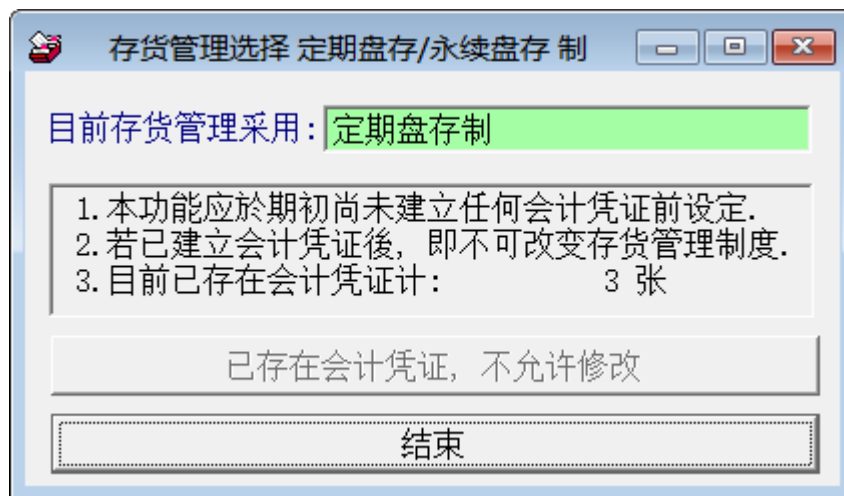 存货管理选择 定期盘存/永续盘存 制
目前存货管理采用: 定期盘存制
1.本功能应於期初尚未建立任何会计凭证前设定.
2.若已建立会计凭证後, 即不可改变存货管理制度.
3.目前已存在会计凭证计: 3 张
已存在会计凭证, 不允许修改
结束